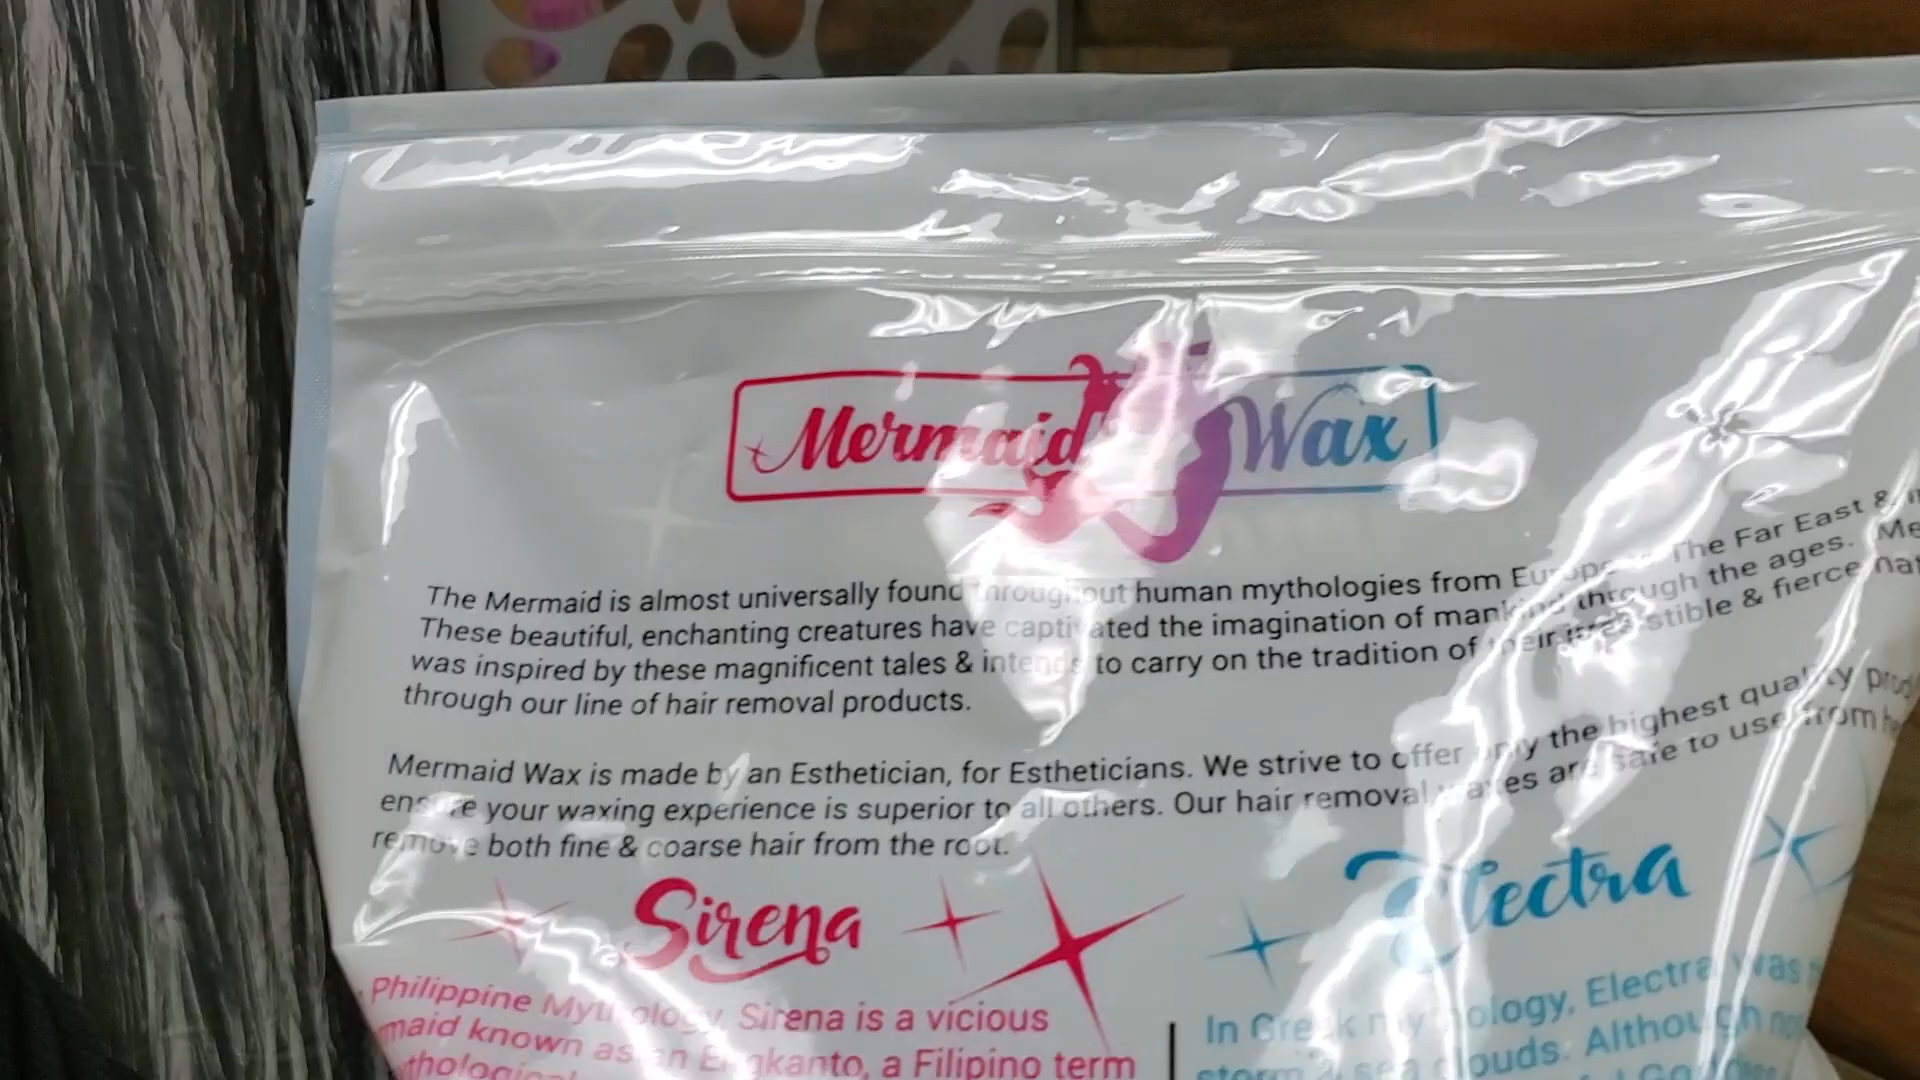 Mermaid Wax
The Mermaid is almost universally found throughout human mythologies from Europe The Far East &
These beautiful, enchanting creatures have captivated the imagination of mankind through the ages.
was inspired by these magnificent tales & intends to carry on the tradition of their irresistible & fierce
through our line of hair removal products.
Mermaid Wax is made by an Esthetician, for Estheticians. We strive to offer only the highest quality
ensure your waxing experience is superior to all others. Our hair removal waxes are safe to use from
remove both fine & coarse hair from the root.
Sirena
Philippine Mythology, Sirena is a vicious
known as an Engkanto, a Filipino term
Electra
In Greek mythology, Electra was
storm sea clouds. Although